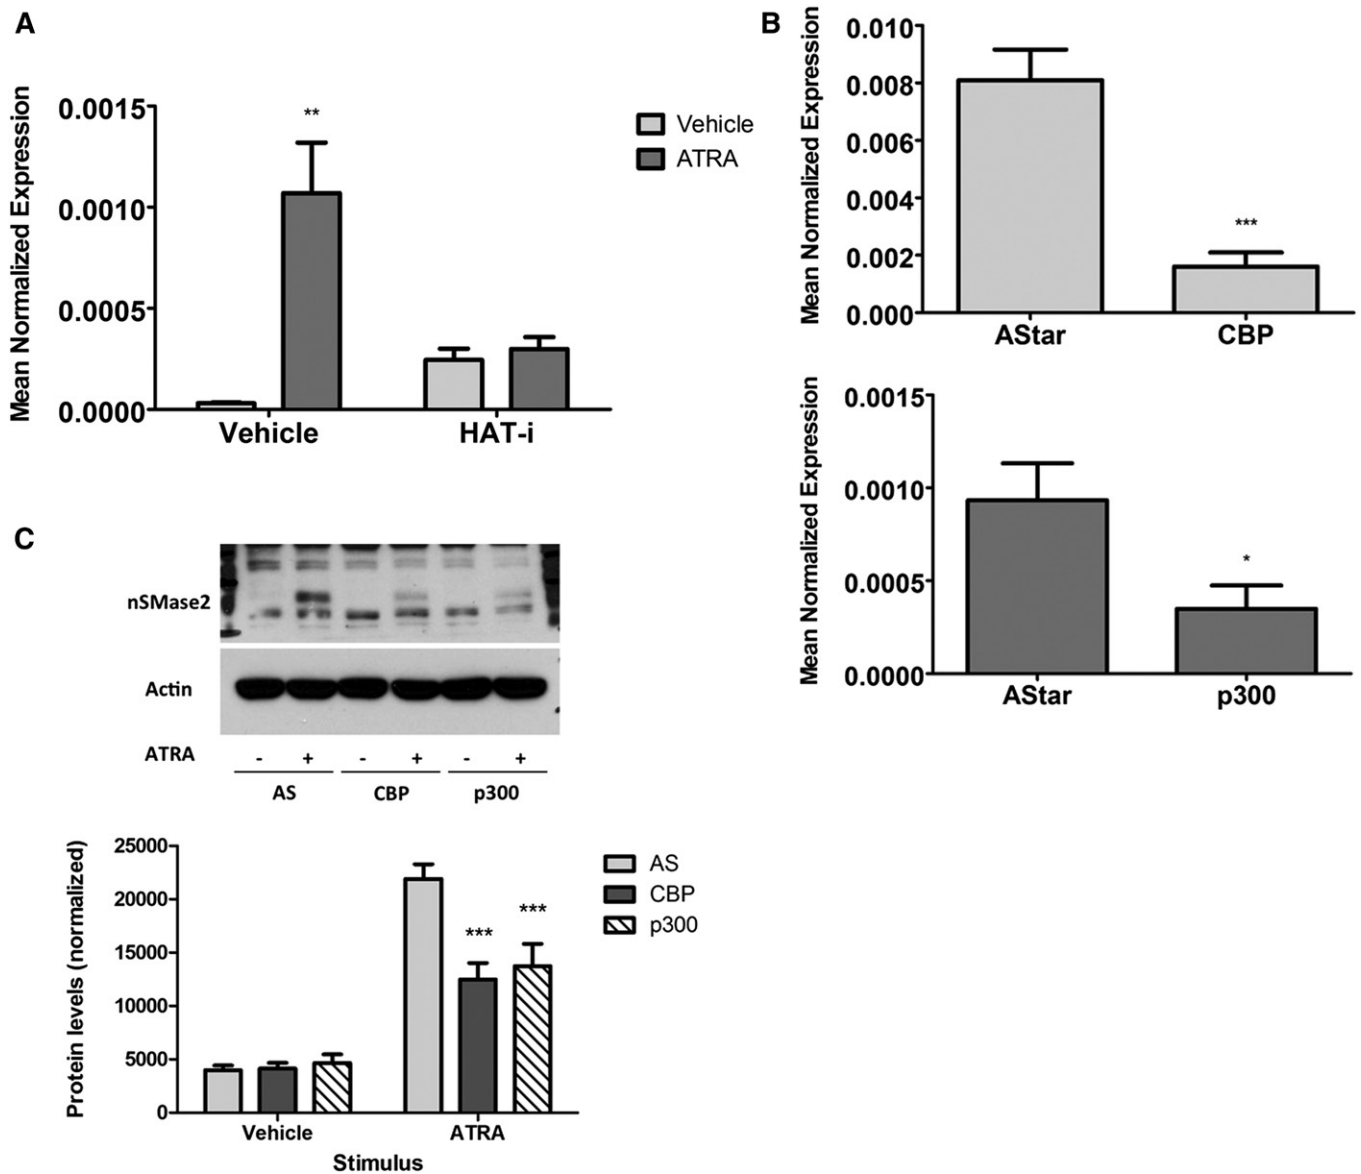 A
Mean Normalized Expression
0.0015
0.0010
0.0005
0.0000
**
Vehicle
HAT-i
Vehicle
ATRA
B
Mean Normalized Expression
0.010
0.008
0.006
0.004
0.002
0.000
***
AStar
CBP
Mean Normalized Expression
0.0015
0.0010
0.0005
0.0000
*
AStar
p300
C
nSMase2
Actin
ATRA - + - + - +
AS CBP p300
Protein levels (normalized)
25000
20000
15000
10000
5000
0
***
***
Vehicle
ATRA
Stimulus
AS
CBP
p300